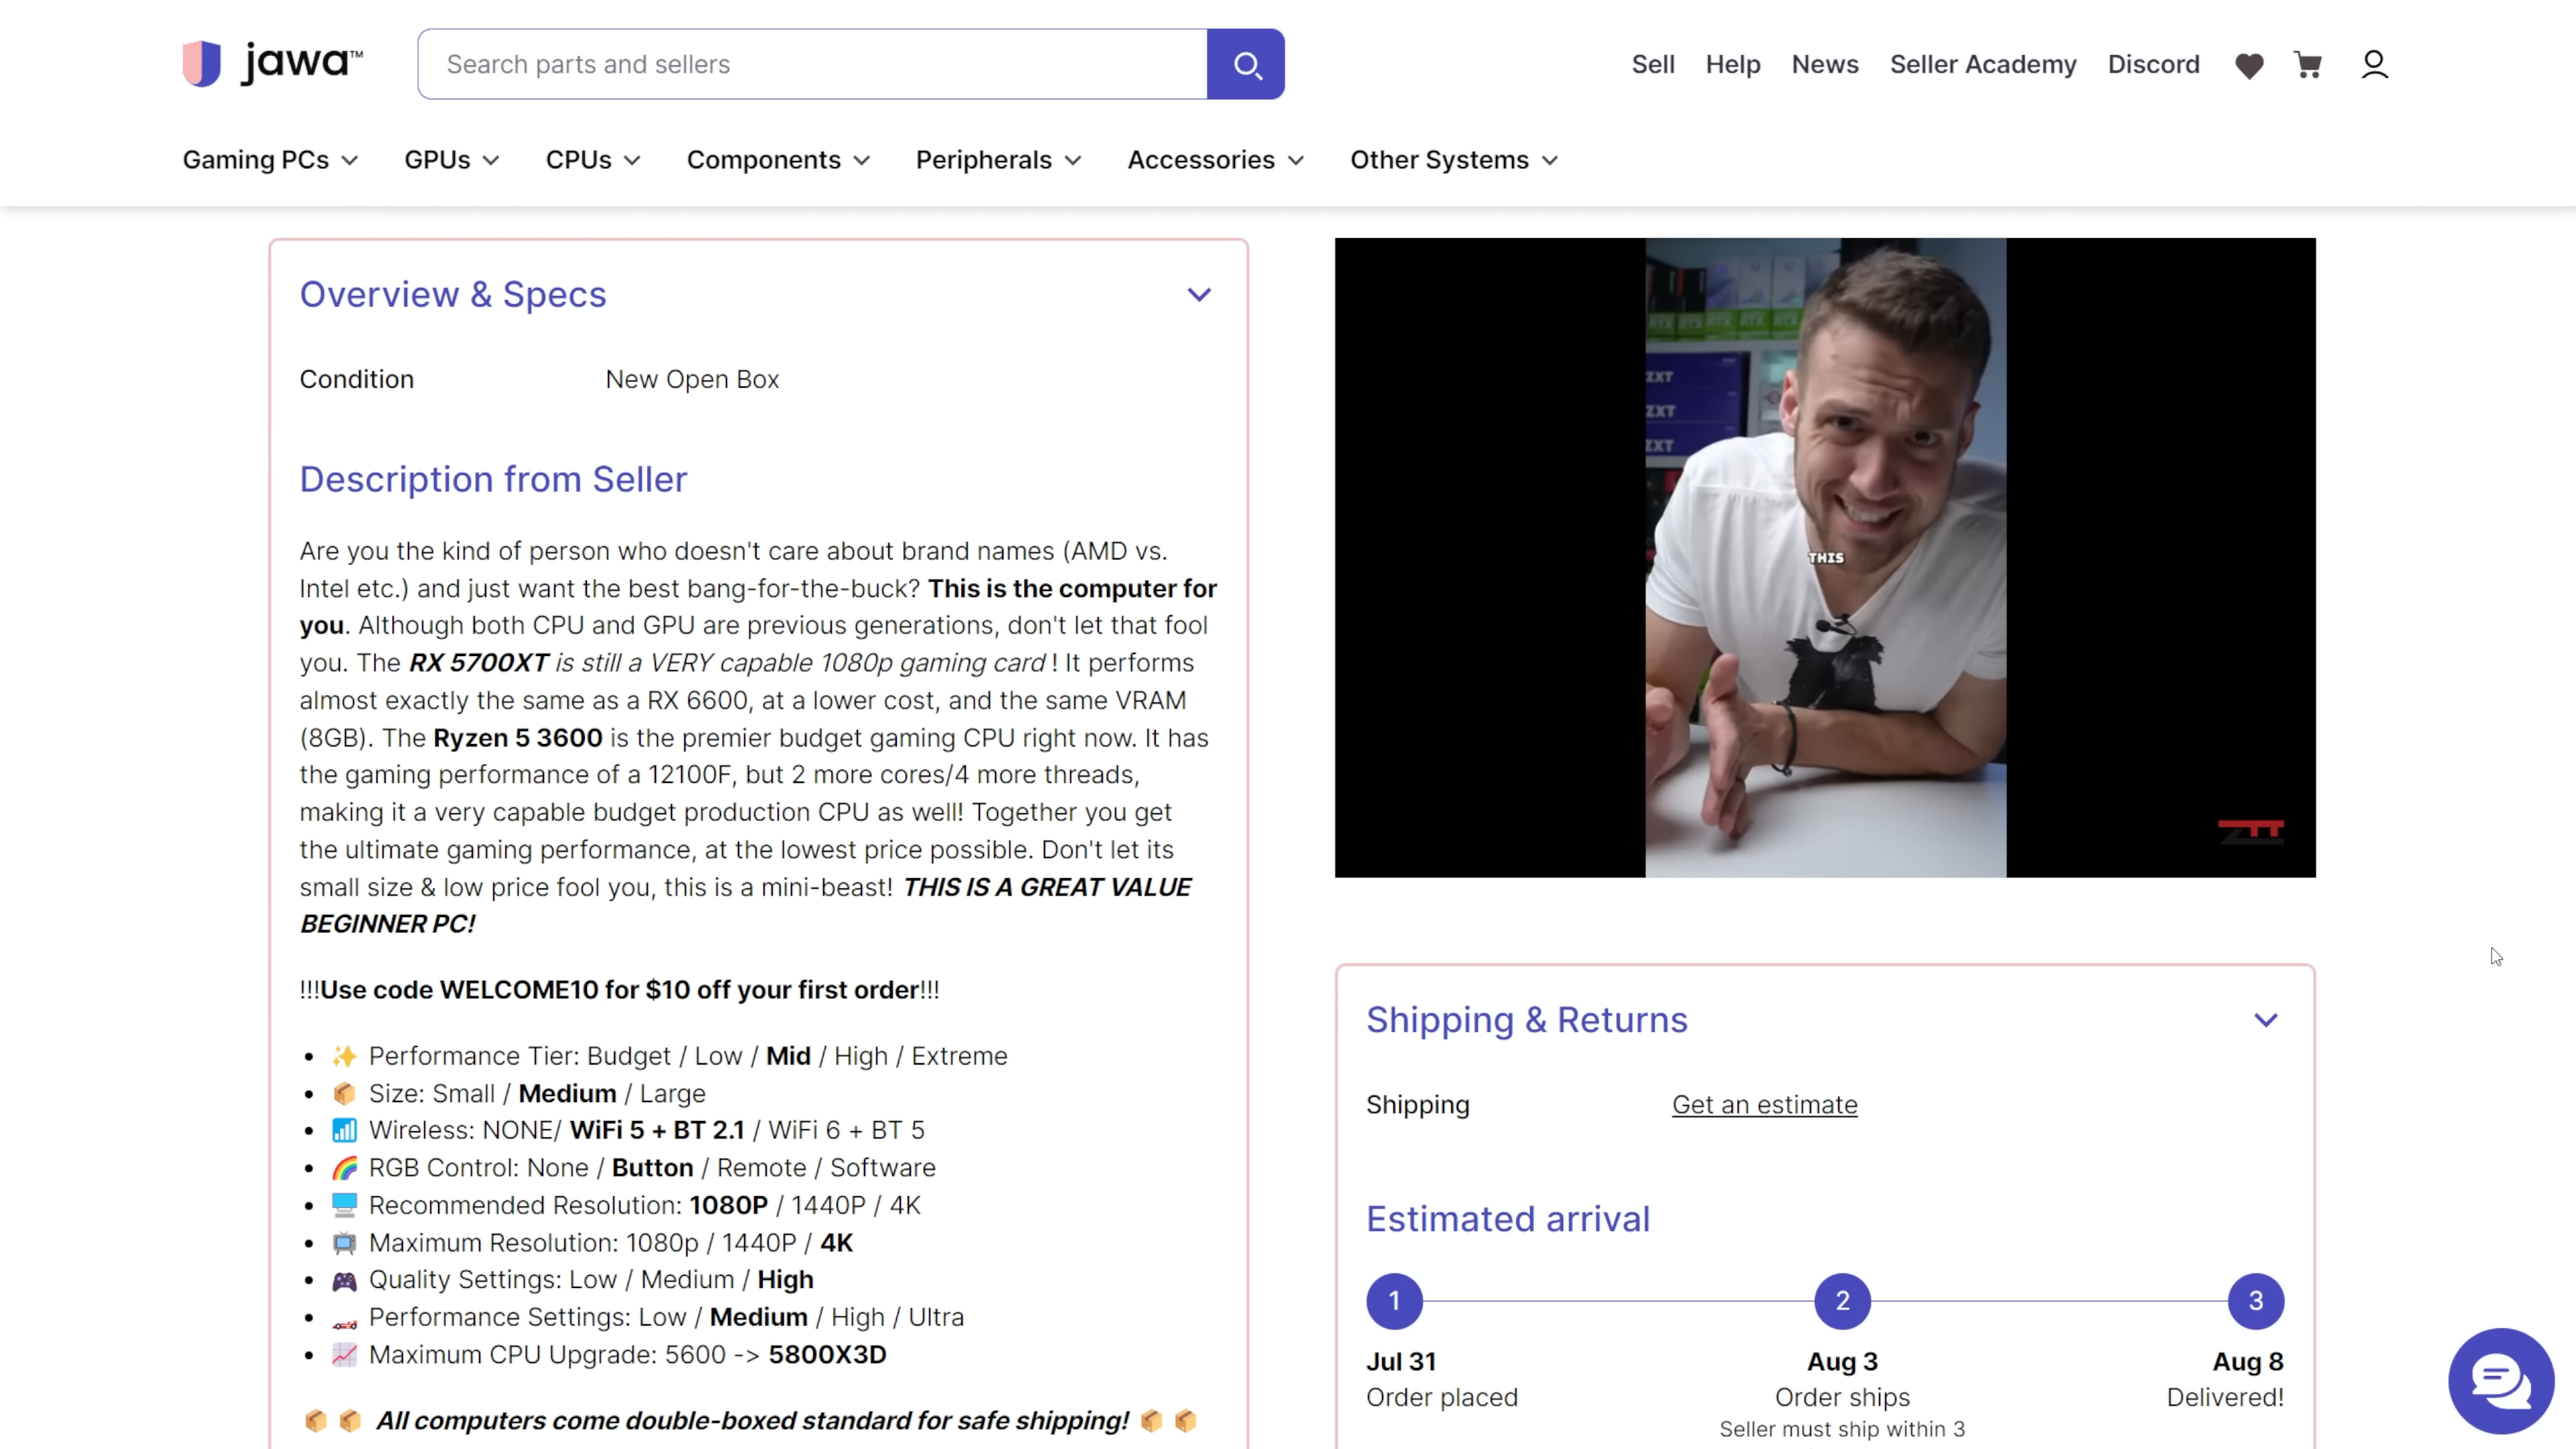 jawa™
Search parts and sellers
Sell
Help
News
Seller Academy
Discord
Gaming PCs
GPUs
CPUs
Components
Peripherals
Accessories
Other Systems
Overview & Specs
Condition
New Open Box
Description from Seller
Are you the kind of person who doesn't care about brand names (AMD vs.
Intel etc.) and just want the best bang-for-the-buck? This is the computer for
you. Although both CPU and GPU are previous generations, don't let that fool
you. The RX 5700XT is still a VERY capable 1080p gaming card ! It performs
almost exactly the same as a RX 6600, at a lower cost, and the same VRAM
(8GB). The Ryzen 5 3600 is the premier budget gaming CPU right now. It has
the gaming performance of a 12100F, but 2 more cores/4 more threads,
making it a very capable budget production CPU as well! Together you get
the ultimate gaming performance, at the lowest price possible. Don't let its
small size & low price fool you, this is a mini-beast! THIS IS A GREAT VALUE
BEGINNER PC!
!!!Use code WELCOME10 for $10 off your first order!!!
Performance Tier: Budget / Low / Mid / High / Extreme
Size: Small / Medium / Large
Wireless: NONE/ WiFi 5 + BT 2.1 / WiFi 6 + BT 5
RGB Control: None / Button / Remote / Software
Recommended Resolution: 1080P / 1440P / 4K
Maximum Resolution: 1080p / 1440P / 4K
Quality Settings: Low / Medium / High
Performance Settings: Low / Medium / High / Ultra
Maximum CPU Upgrade: 5600 -> 5800X3D
All computers come double-boxed standard for safe shipping!
RTX RTX RTX RTX RTX
ZXT
ZXT
ZXT
THIS
ZTT
Shipping & Returns
Shipping
Get an estimate
Estimated arrival
1
2
3
Jul 31
Aug 3
Aug 8
Order placed
Order ships
Delivered!
Seller must ship within 3